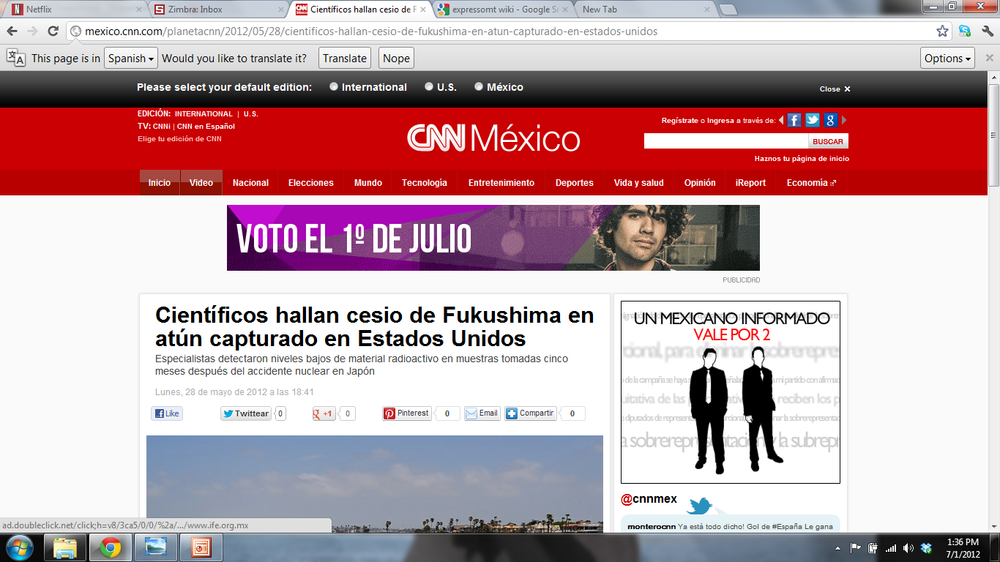 Netflix
Zimbra: Inbox
Científicos hallan cesio de F
expressomt wiki - Google Se
New Tab
mexico.cnn.com/planetacnn/2012/05/28/cientificos-hallan-cesio-de-fukushima-en-atun-capturado-en-estados-unidos
This page is in Spanish Would you like to translate it? Translate Nope Options
Please select your default edition: International U.S. México Close
EDICIÓN: INTERNATIONAL | U.S.
TV: CNNi | CNN en Español
Elige tu edición de CNN
CNN México
Regístrate o Ingresa a través de:
BUSCAR
Haznos tu página de inicio
Inicio Video Nacional Elecciones Mundo Tecnología Entretenimiento Deportes Vida y salud Opinión iReport Economía
VOTO EL 1º DE JULIO
PUBLICIDAD
Científicos hallan cesio de Fukushima en
atún capturado en Estados Unidos
Especialistas detectaron niveles bajos de material radioactivo en muestras tomadas cinco
meses después del accidente nuclear en Japón
Lunes, 28 de mayo de 2012 a las 18:41
Like Twittear 0 +1 0 Pinterest 0 Email Compartir 0
UN MEXICANO INFORMADO
VALE POR 2
@cnnmex
monterocnn Ya está todo dicho! Gol de #España Le gana
ad.doubleclick.net/click;h=v8/3ca5/0/0/%2a/.../www.ife.org.mx
1:36 PM
7/1/2012